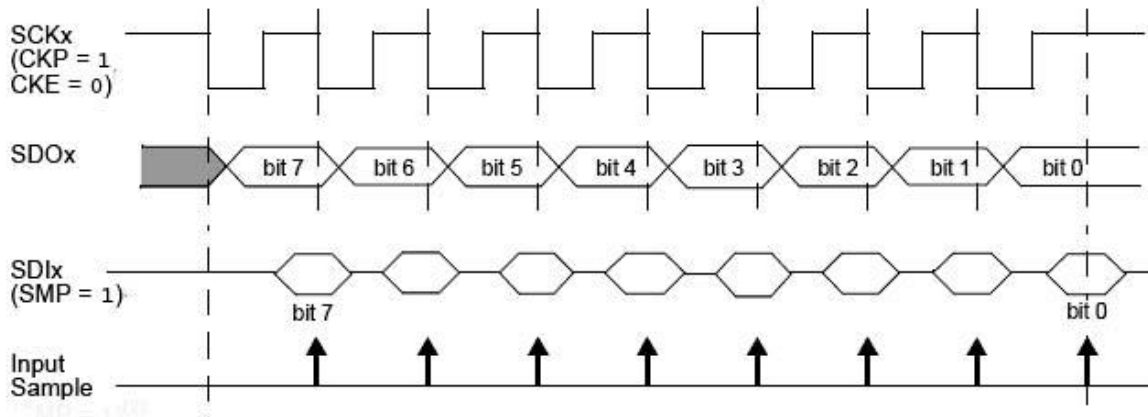 SCKx
(CKP = 1
CKE = 0)
SDOx
bit 7 bit 6 bit 5 bit 4 bit 3 bit 2 bit 1 bit 0
SDIx
(SMP = 1)
bit 7 bit 0
Input
Sample